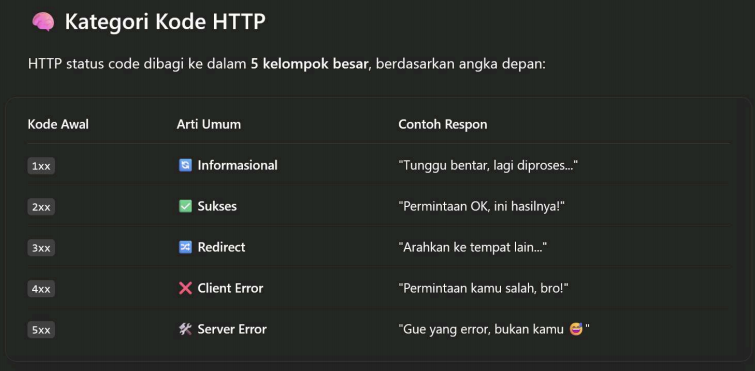 🧠 Kategori Kode HTTP
HTTP status code dibagi ke dalam 5 kelompok besar, berdasarkan angka depan:
Kode Awal Arti Umum Contoh Respon
1xx 🔄 Informasional "Tunggu bentar, lagi diproses..."
2xx ✅ Sukses "Permintaan OK, ini hasilnya!"
3xx 🔀 Redirect "Arahkan ke tempat lain..."
4xx ❌ Client Error "Permintaan kamu salah, bro!"
5xx 🛠 Server Error "Gue yang error, bukan kamu 😅"